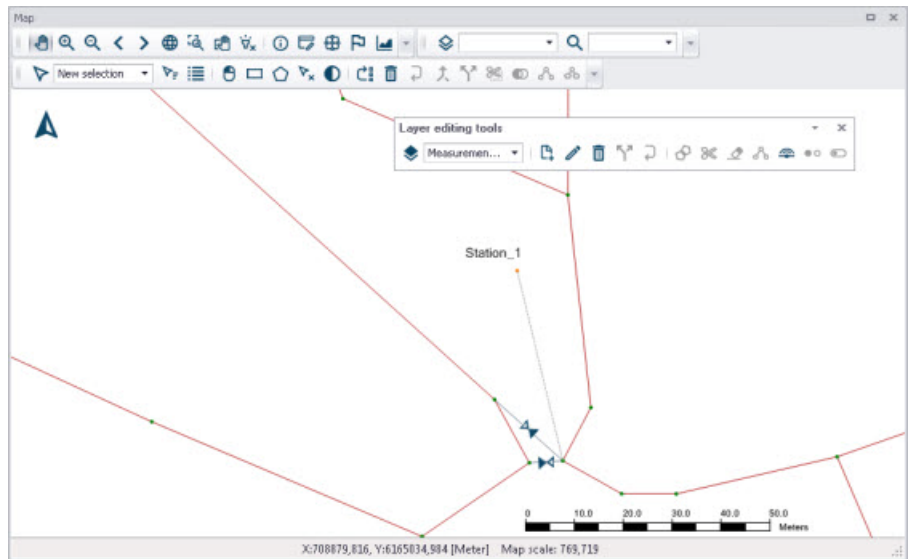 Map
New selection
Layer editing tools
Measuremen...
Station_1
0 10.0 20.0 30.0 40.0 50.0
Meters
X:708879,816, Y:6165034,984 [Meter] Map scale: 769,719